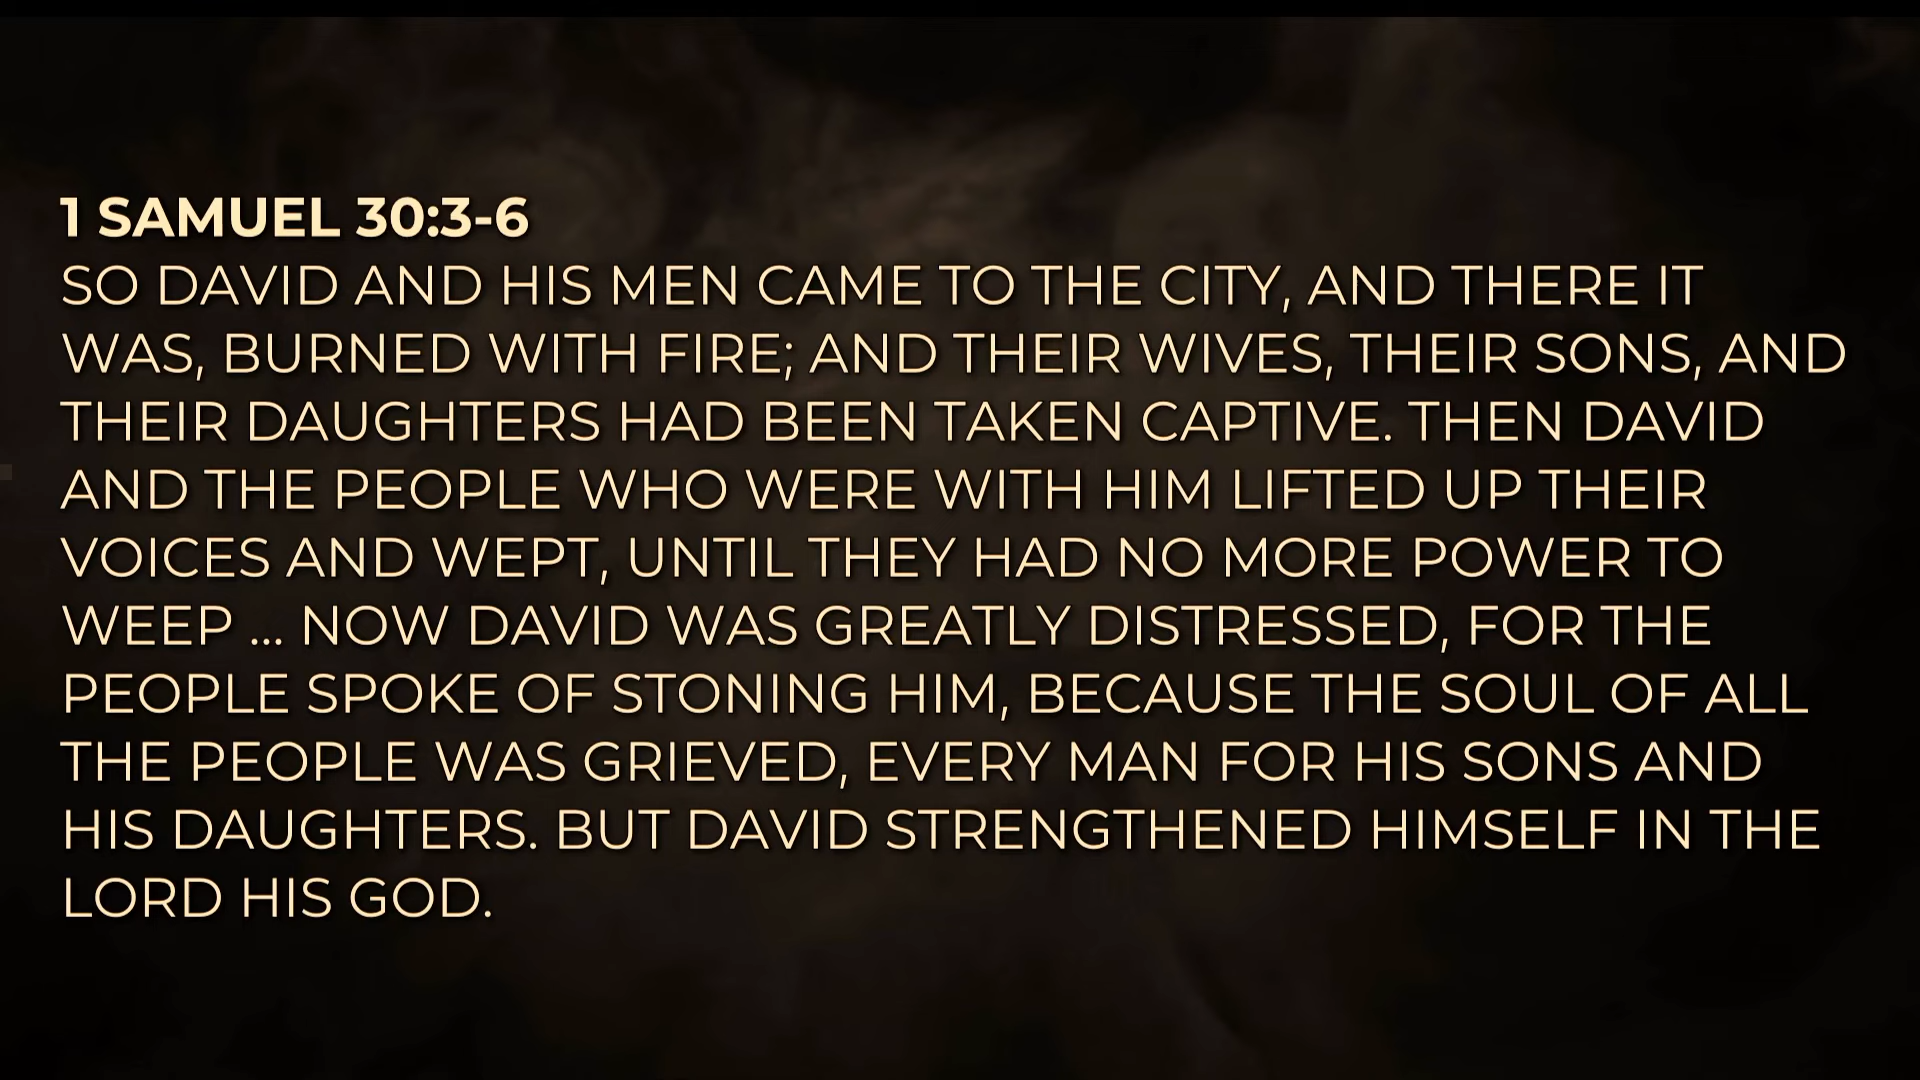 1 SAMUEL 30:3-6
SO DAVID AND HIS MEN CAME TO THE CITY, AND THERE IT
WAS, BURNED WITH FIRE; AND THEIR WIVES, THEIR SONS, AND
THEIR DAUGHTERS HAD BEEN TAKEN CAPTIVE. THEN DAVID
AND THE PEOPLE WHO WERE WITH HIM LIFTED UP THEIR
VOICES AND WEPT, UNTIL THEY HAD NO MORE POWER TO
WEEP ... NOW DAVID WAS GREATLY DISTRESSED, FOR THE
PEOPLE SPOKE OF STONING HIM, BECAUSE THE SOUL OF ALL
THE PEOPLE WAS GRIEVED, EVERY MAN FOR HIS SONS AND
HIS DAUGHTERS. BUT DAVID STRENGTHENED HIMSELF IN THE
LORD HIS GOD.